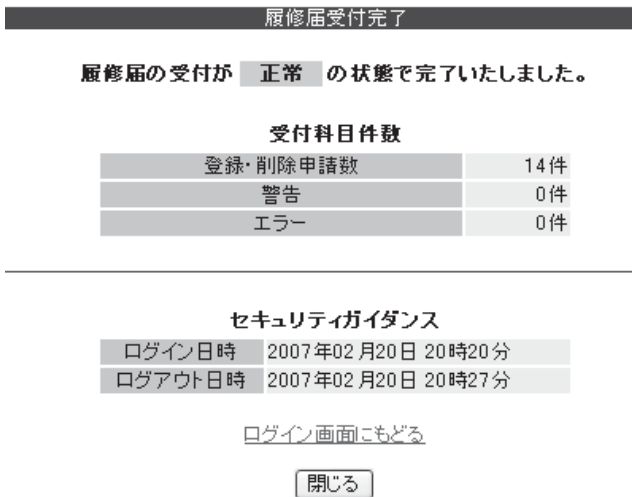 履修届受付完了
履修届の受付が 正常 の状態で完了いたしました。
受付科目件数
登録・削除申請数 14件
警告 0件
エラー 0件
セキュリティガイダンス
ログイン日時 2007年02月20日 20時20分
ログアウト日時 2007年02月20日 20時27分
ログイン画面にもどる
閉じる